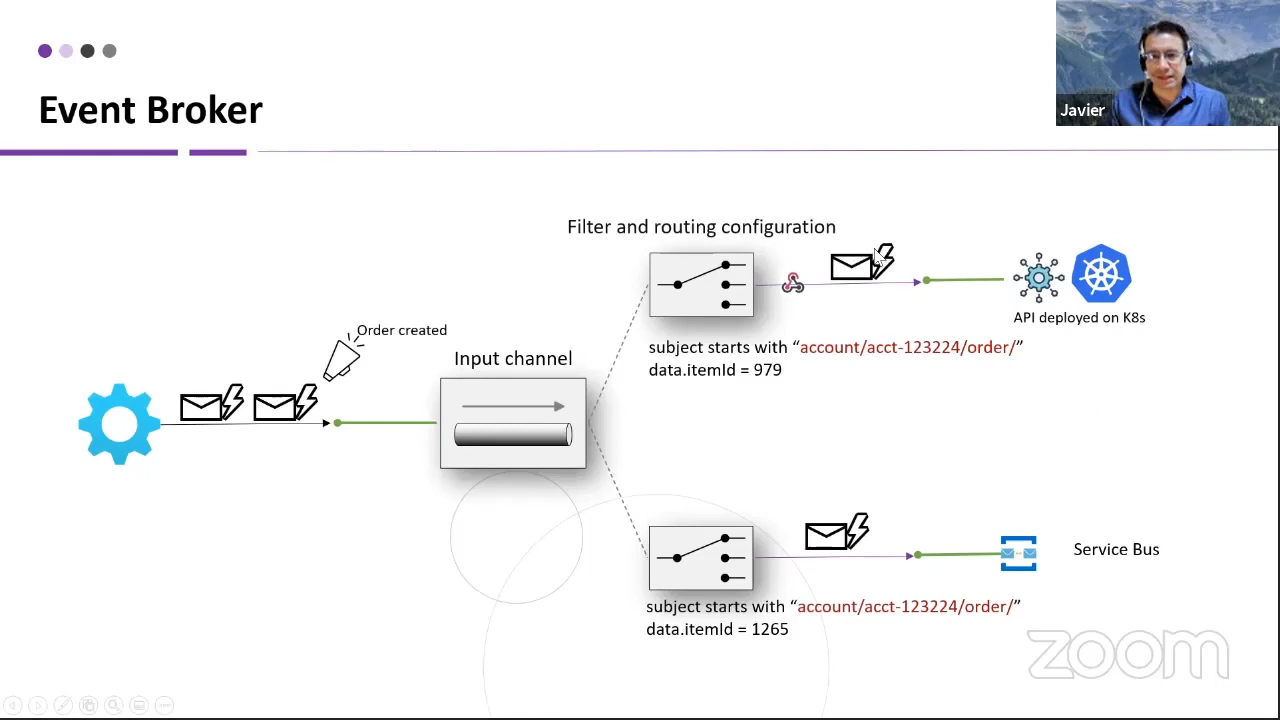 Event Broker
Javier
Filter and routing configuration
API deployed on K8s
subject starts with “account/acct-123224/order/”
data.itemId = 979
Order created
Input channel
Service Bus
subject starts with “account/acct-123224/order/”
data.itemId = 1265
zoom